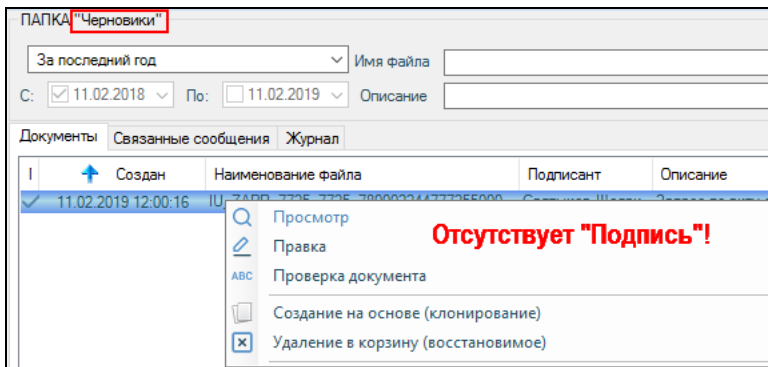 ПАПКА "Черновики"
За последний год
Имя файла
С: 11.02.2018 По: 11.02.2019 Описание
Документы Связанные сообщения Журнал
! Создан Наименование файла Подписант Описание
11.02.2019 12:00:16
Просмотр
Отсутствует "Подпись"!
Правка
ABC Проверка документа
Создание на основе (клонирование)
Удаление в корзину (восстановимое)